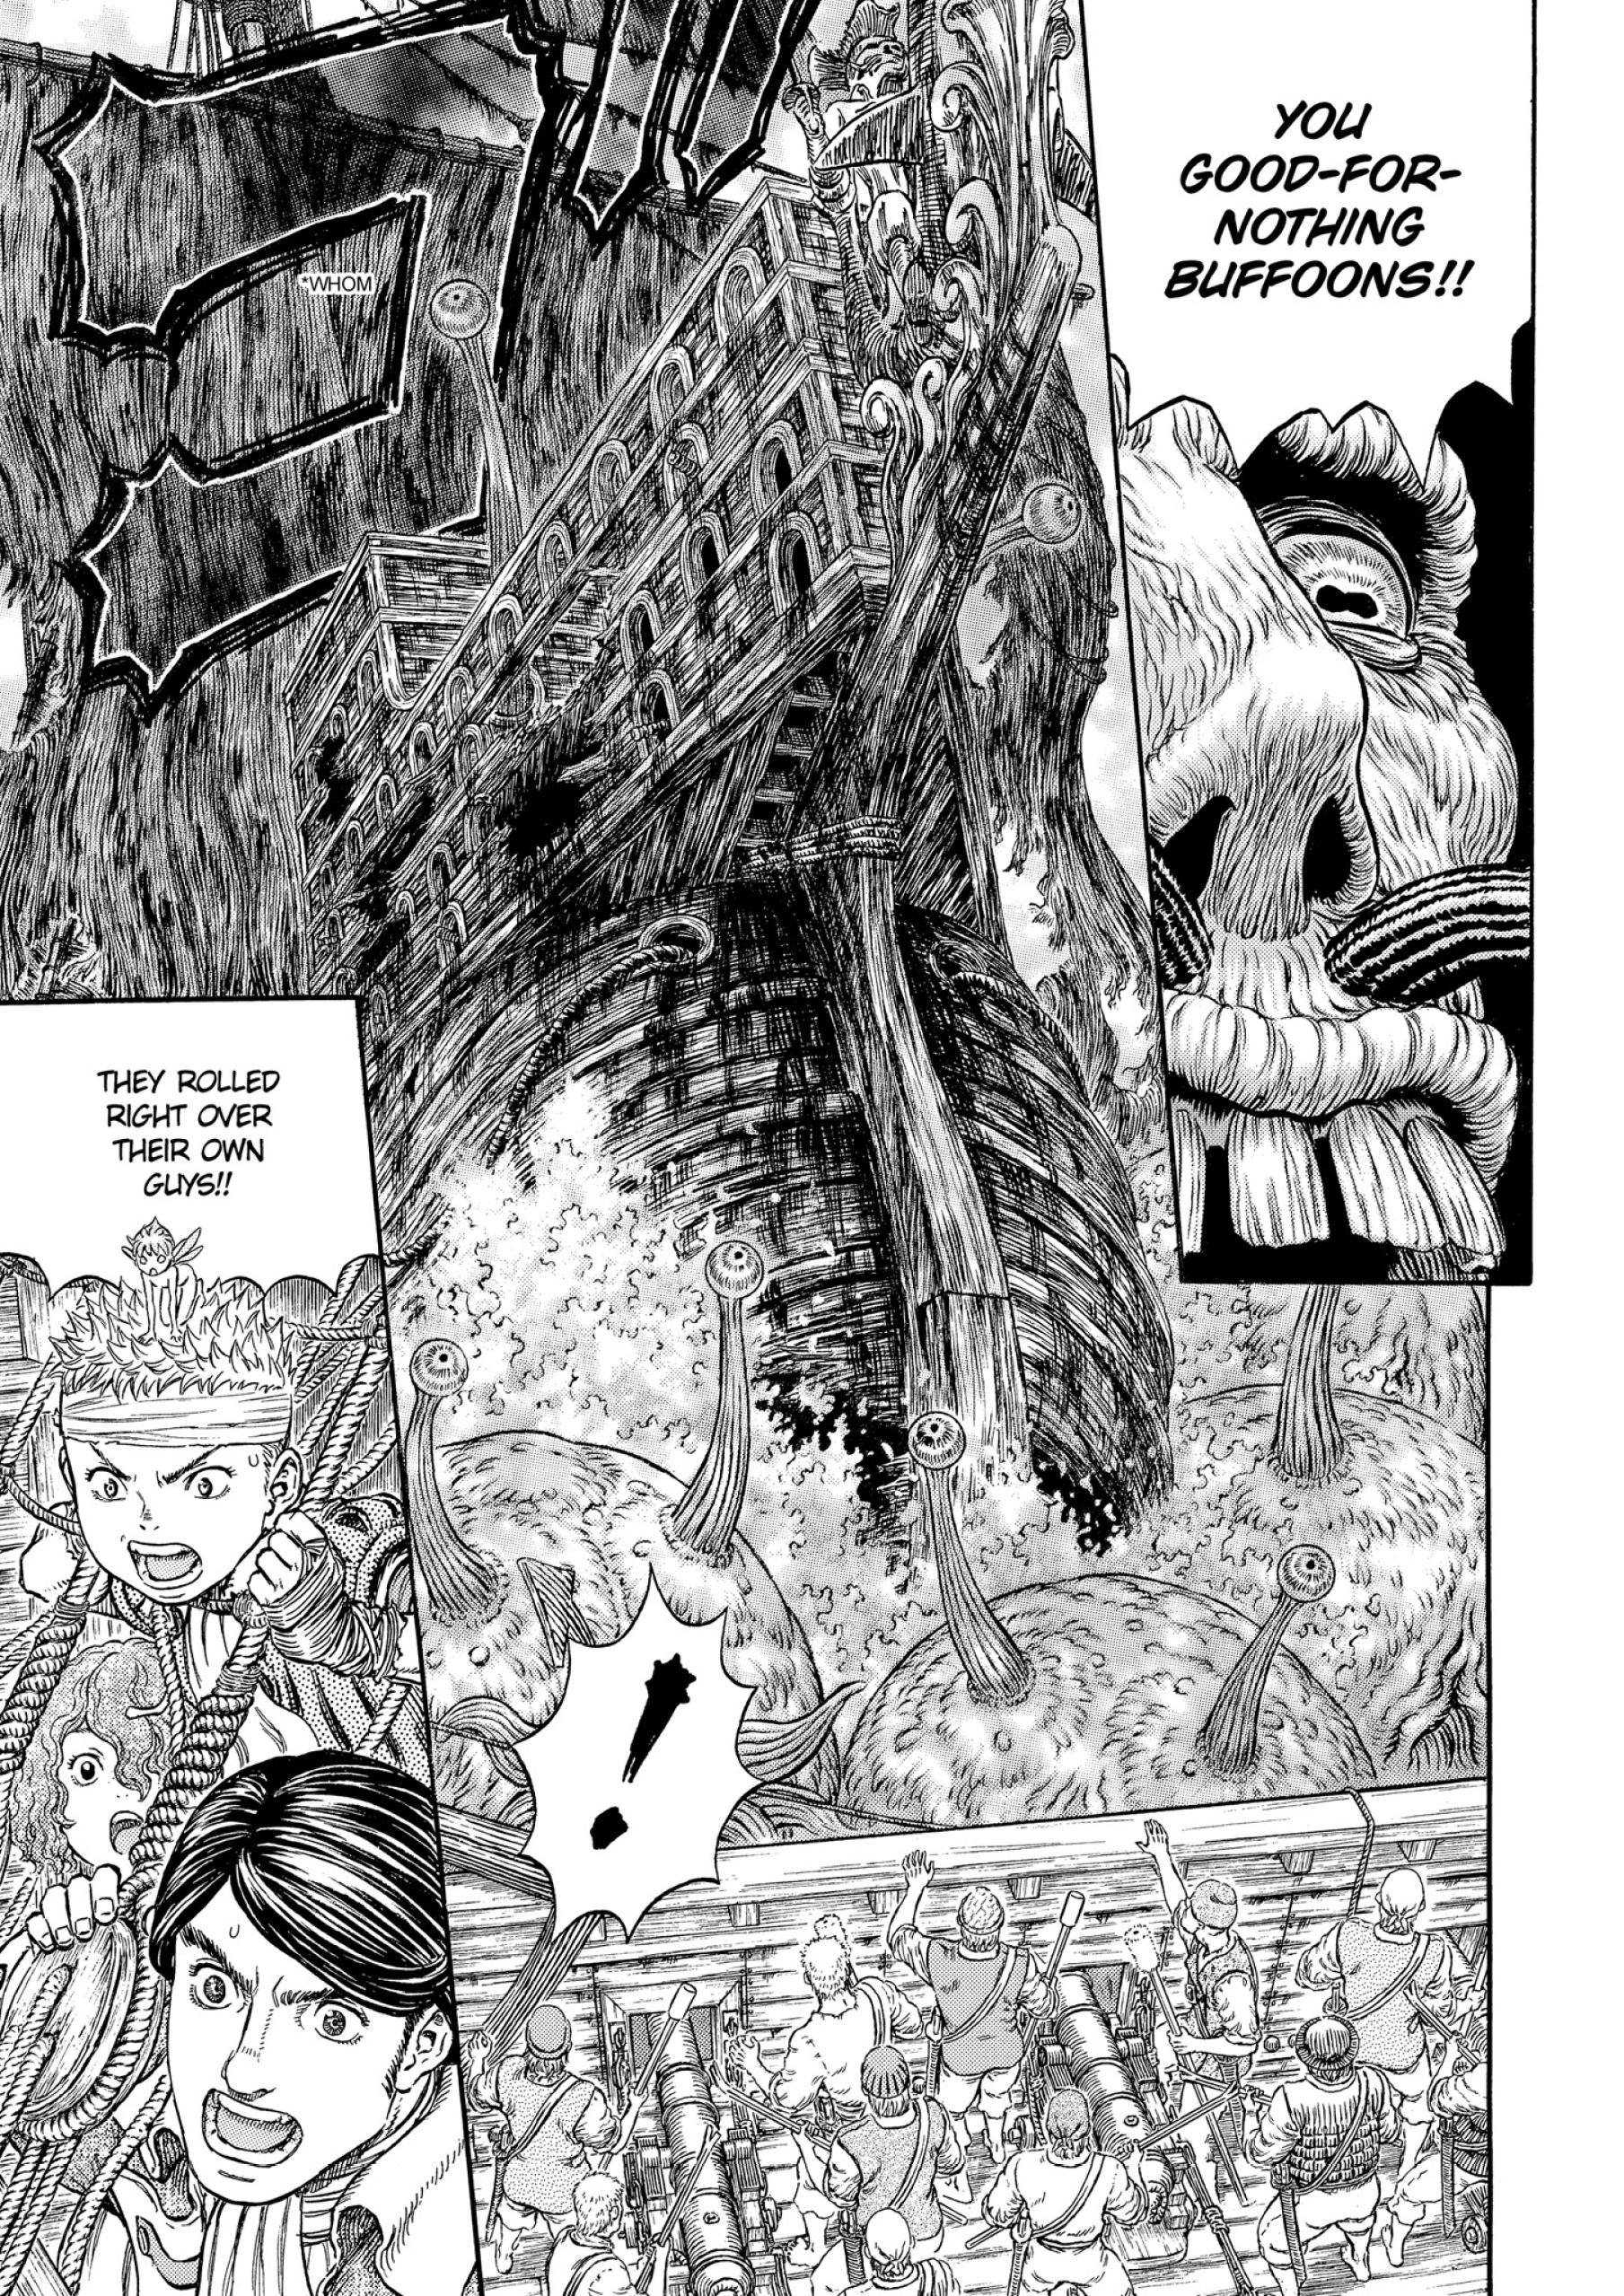 YOU
GOOD-FOR-
NOTHING
BUFFOONS!!
*WHOM
THEY ROLLED
RIGHT OVER
THEIR OWN
GUYS!!
!